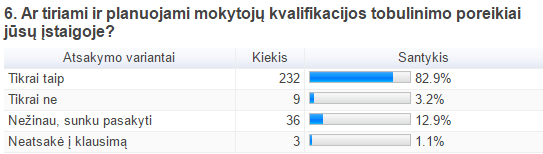 6. Ar tiriami ir planuojami mokytojų kvalifikacijos tobulinimo poreikiai
jūsų įstaigoje?
Atsakymo variantai Kiekis Santykis
Tikrai taip 232 82.9%
Tikrai ne 9 3.2%
Nežinau, sunku pasakyti 36 12.9%
Neatsakė į klausimą 3 1.1%